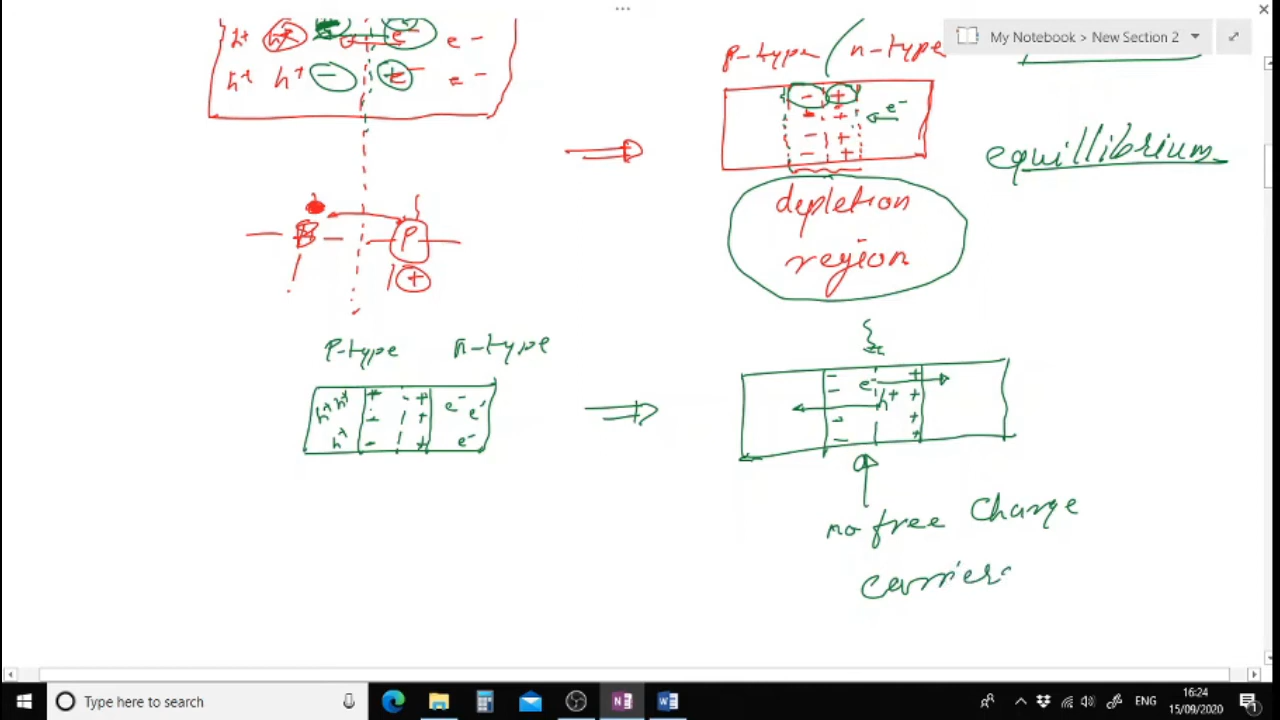 My Notebook > New Section 2
h+ h+ e- e-
h+ h+ - + e- e-
p-type / n-type
- + e-
- +
- +
- +
equillibrium
depletion
region
B P
+
P-type n-type
h+ h+ + - + e- e-
- +
h+ - + e-
- e- +
- h+ +
- +
- +
no free charge
carriers
Type here to search
ENG
16:24
15/09/2020
1